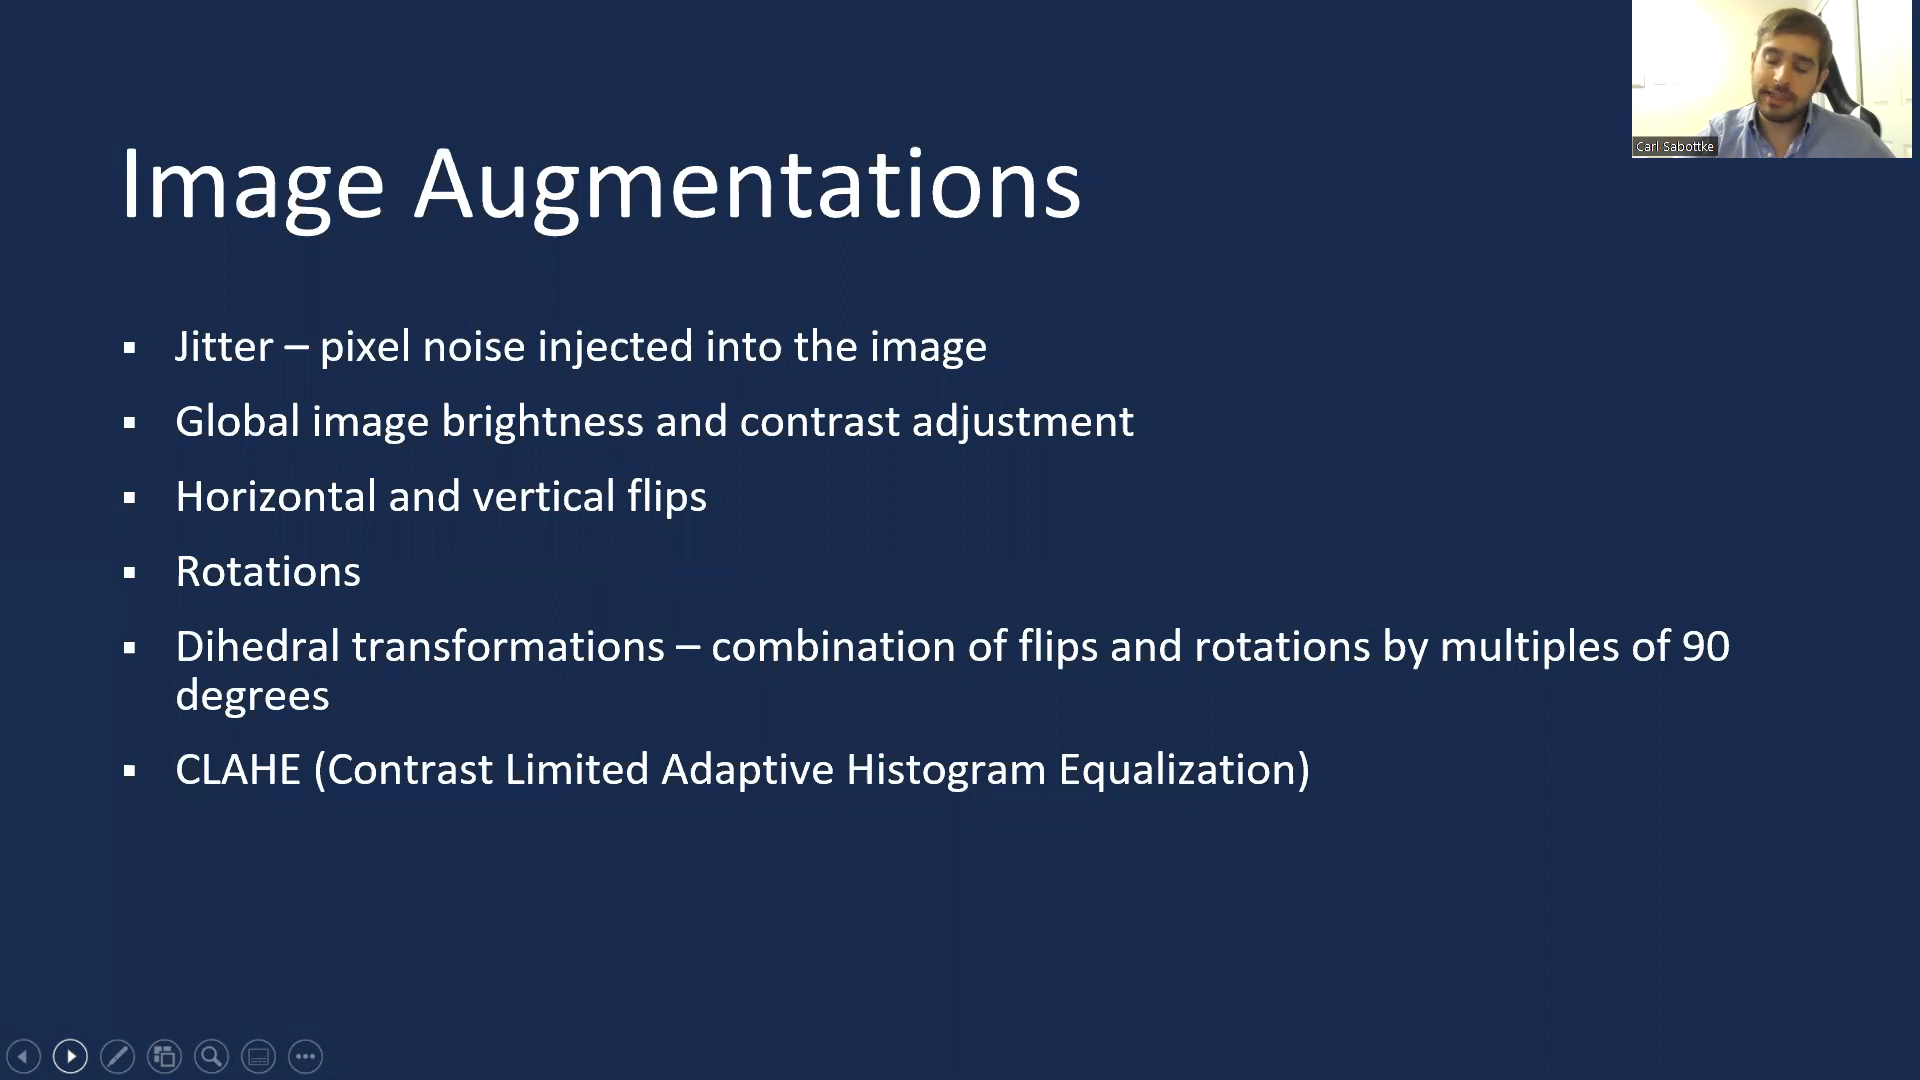 Carl Sabottke
Image Augmentations
▪ Jitter – pixel noise injected into the image
▪ Global image brightness and contrast adjustment
▪ Horizontal and vertical flips
▪ Rotations
▪ Dihedral transformations – combination of flips and rotations by multiples of 90
degrees
▪ CLAHE (Contrast Limited Adaptive Histogram Equalization)